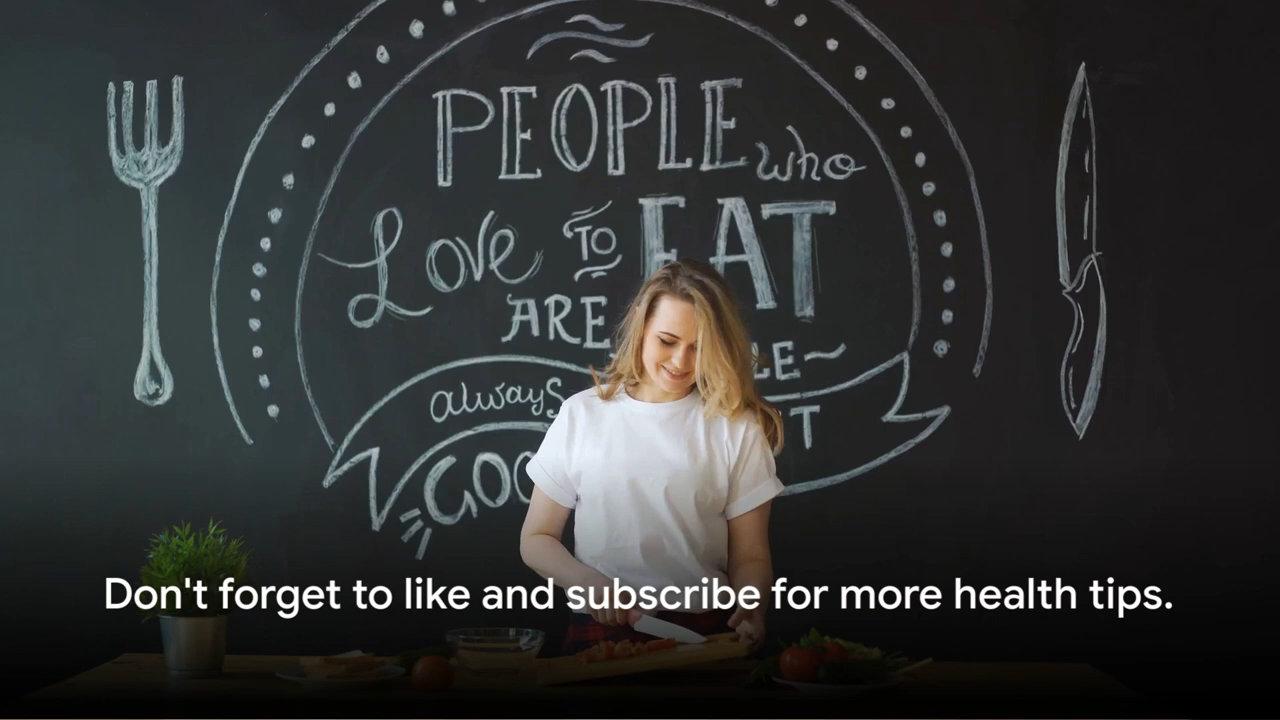 PEOPLE who
Love TO EAT
ARE
always
Don't forget to like and subscribe for more health tips.